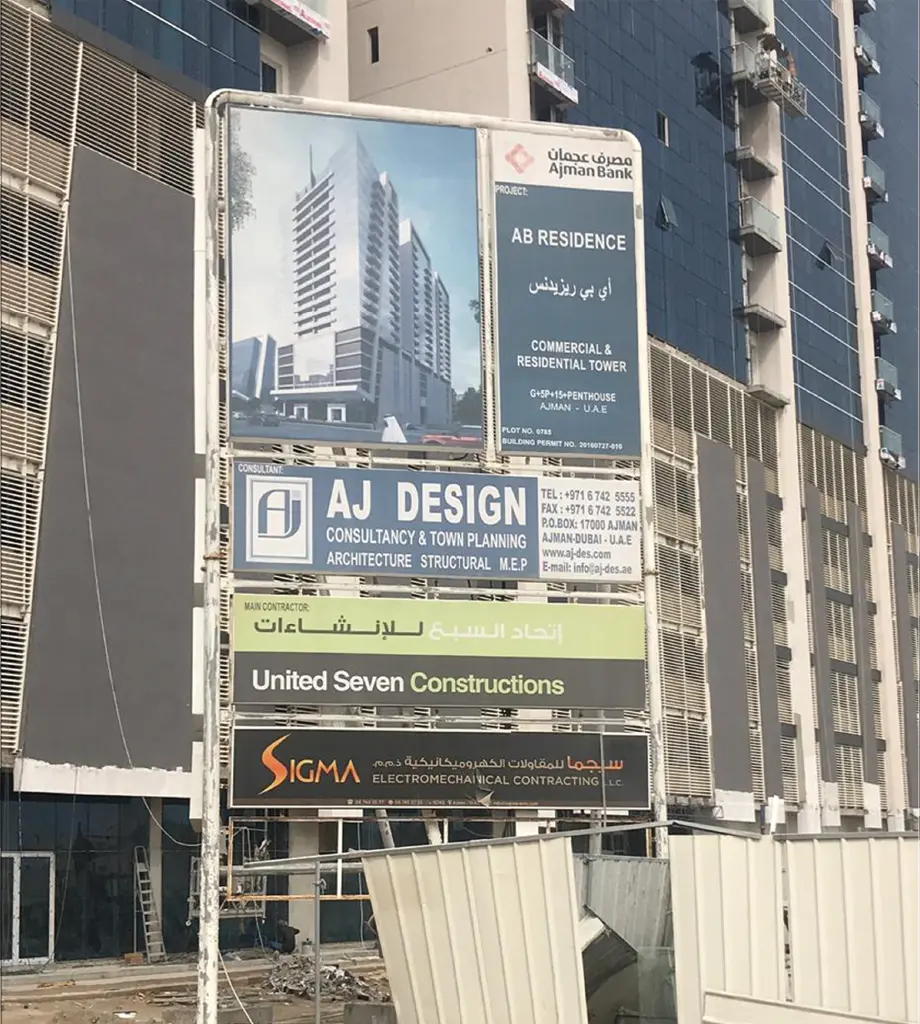 مصرف عجمان
Ajman Bank
PROJECT:
AB RESIDENCE
أي بي ريزيدنس
COMMERCIAL &
RESIDENTIAL TOWER
G+5P+15+PENTHOUSE
AJMAN - U.A.E
PLOT NO. 0785
BUILDING PERMIT NO. 20160727-010
CONSULTANT:
AJ
AJ DESIGN
CONSULTANCY & TOWN PLANNING
ARCHITECTURE STRUCTURAL M.E.P
TEL : +971 6 742 5555
FAX : +971 6 742 5522
P.O.BOX: 17000 AJMAN
AJMAN-DUBAI - U.A.E
www.aj-des.com
E-mail: info@aj-des.ae
MAIN CONTRACTOR:
إتحاد السبع للإنشاءات
United Seven Constructions
SIGMA
سيجما للمقاولات الكهروميكانيكية ذ.م.م.
ELECTROMECHANICAL CONTRACTING L.L.C.